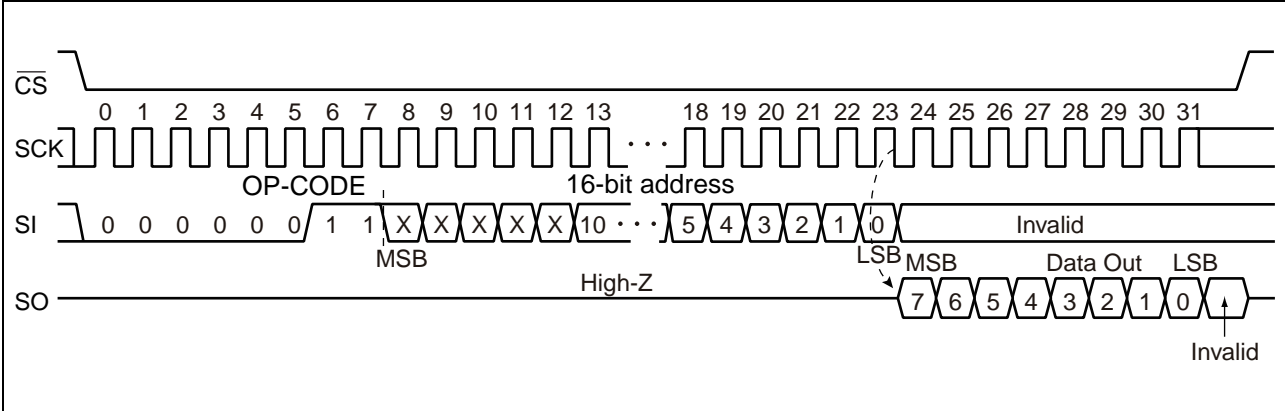 CS
0 1 2 3 4 5 6 7 8 9 10 11 12 13 18 19 20 21 22 23 24 25 26 27 28 29 30 31
SCK ···
OP-CODE 16-bit address
SI 0 0 0 0 0 0 1 1 X X X X X 10 ··· 5 4 3 2 1 0 Invalid
MSB LSB MSB Data Out LSB
High-Z
SO 7 6 5 4 3 2 1 0
Invalid